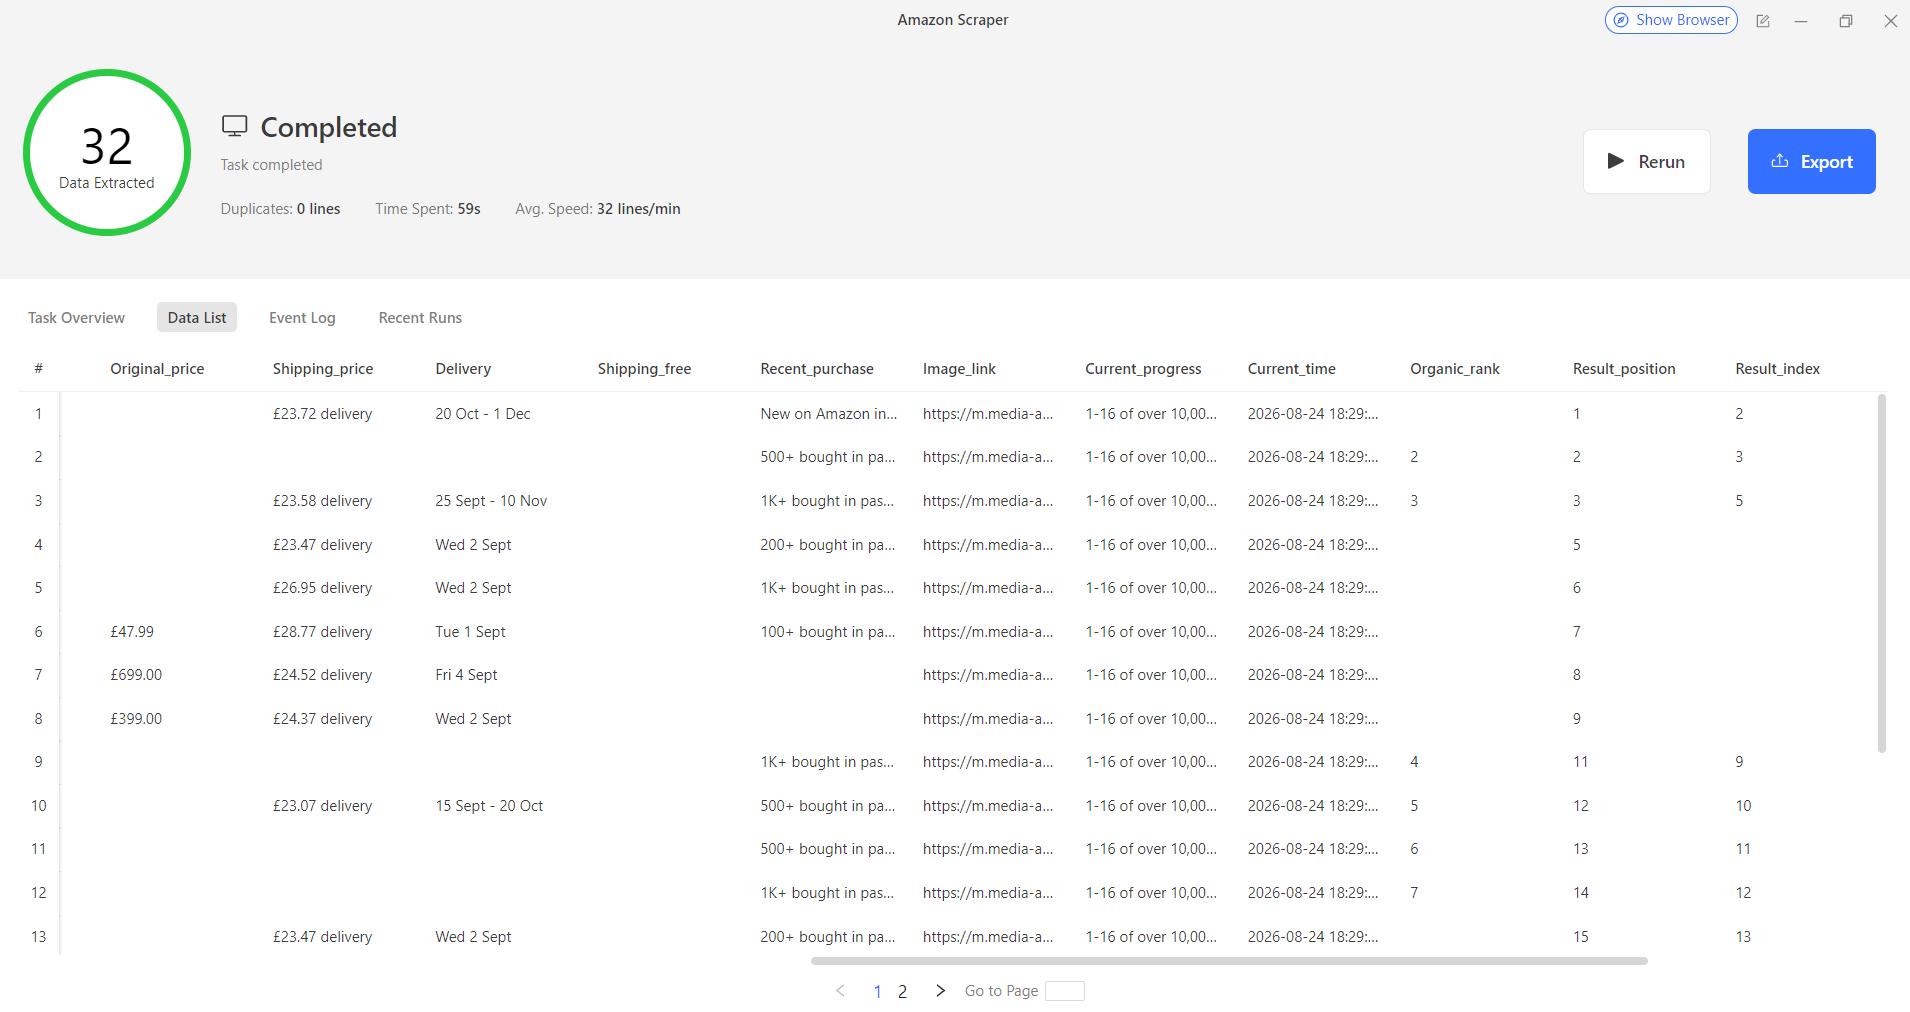 Amazon Scraper
Show Browser
32
Data Extracted
Completed
Task completed
Duplicates: 0 lines Time Spent: 59s Avg. Speed: 32 lines/min
Rerun
Export
Task Overview Data List Event Log Recent Runs
# Original_price Shipping_price Delivery Shipping_free Recent_purchase Image_link Current_progress Current_time Organic_rank Result_position Result_index
1 £23.72 delivery 20 Oct - 1 Dec New on Amazon in... https://m.media-a... 1-16 of over 10,00... 2026-08-24 18:29:... 1 2
2 500+ bought in pa... https://m.media-a... 1-16 of over 10,00... 2026-08-24 18:29:... 2 2 3
3 £23.58 delivery 25 Sept - 10 Nov 1K+ bought in pas... https://m.media-a... 1-16 of over 10,00... 2026-08-24 18:29:... 3 3 5
4 £23.47 delivery Wed 2 Sept 200+ bought in pa... https://m.media-a... 1-16 of over 10,00... 2026-08-24 18:29:... 5
5 £26.95 delivery Wed 2 Sept 1K+ bought in pas... https://m.media-a... 1-16 of over 10,00... 2026-08-24 18:29:... 6
6 £47.99 £28.77 delivery Tue 1 Sept 100+ bought in pa... https://m.media-a... 1-16 of over 10,00... 2026-08-24 18:29:... 7
7 £699.00 £24.52 delivery Fri 4 Sept https://m.media-a... 1-16 of over 10,00... 2026-08-24 18:29:... 8
8 £399.00 £24.37 delivery Wed 2 Sept https://m.media-a... 1-16 of over 10,00... 2026-08-24 18:29:... 9
9 1K+ bought in pas... https://m.media-a... 1-16 of over 10,00... 2026-08-24 18:29:... 4 11 9
10 £23.07 delivery 15 Sept - 20 Oct 500+ bought in pa... https://m.media-a... 1-16 of over 10,00... 2026-08-24 18:29:... 5 12 10
11 500+ bought in pa... https://m.media-a... 1-16 of over 10,00... 2026-08-24 18:29:... 6 13 11
12 1K+ bought in pas... https://m.media-a... 1-16 of over 10,00... 2026-08-24 18:29:... 7 14 12
13 £23.47 delivery Wed 2 Sept 200+ bought in pa... https://m.media-a... 1-16 of over 10,00... 2026-08-24 18:29:... 15 13
< 1 2 > Go to Page